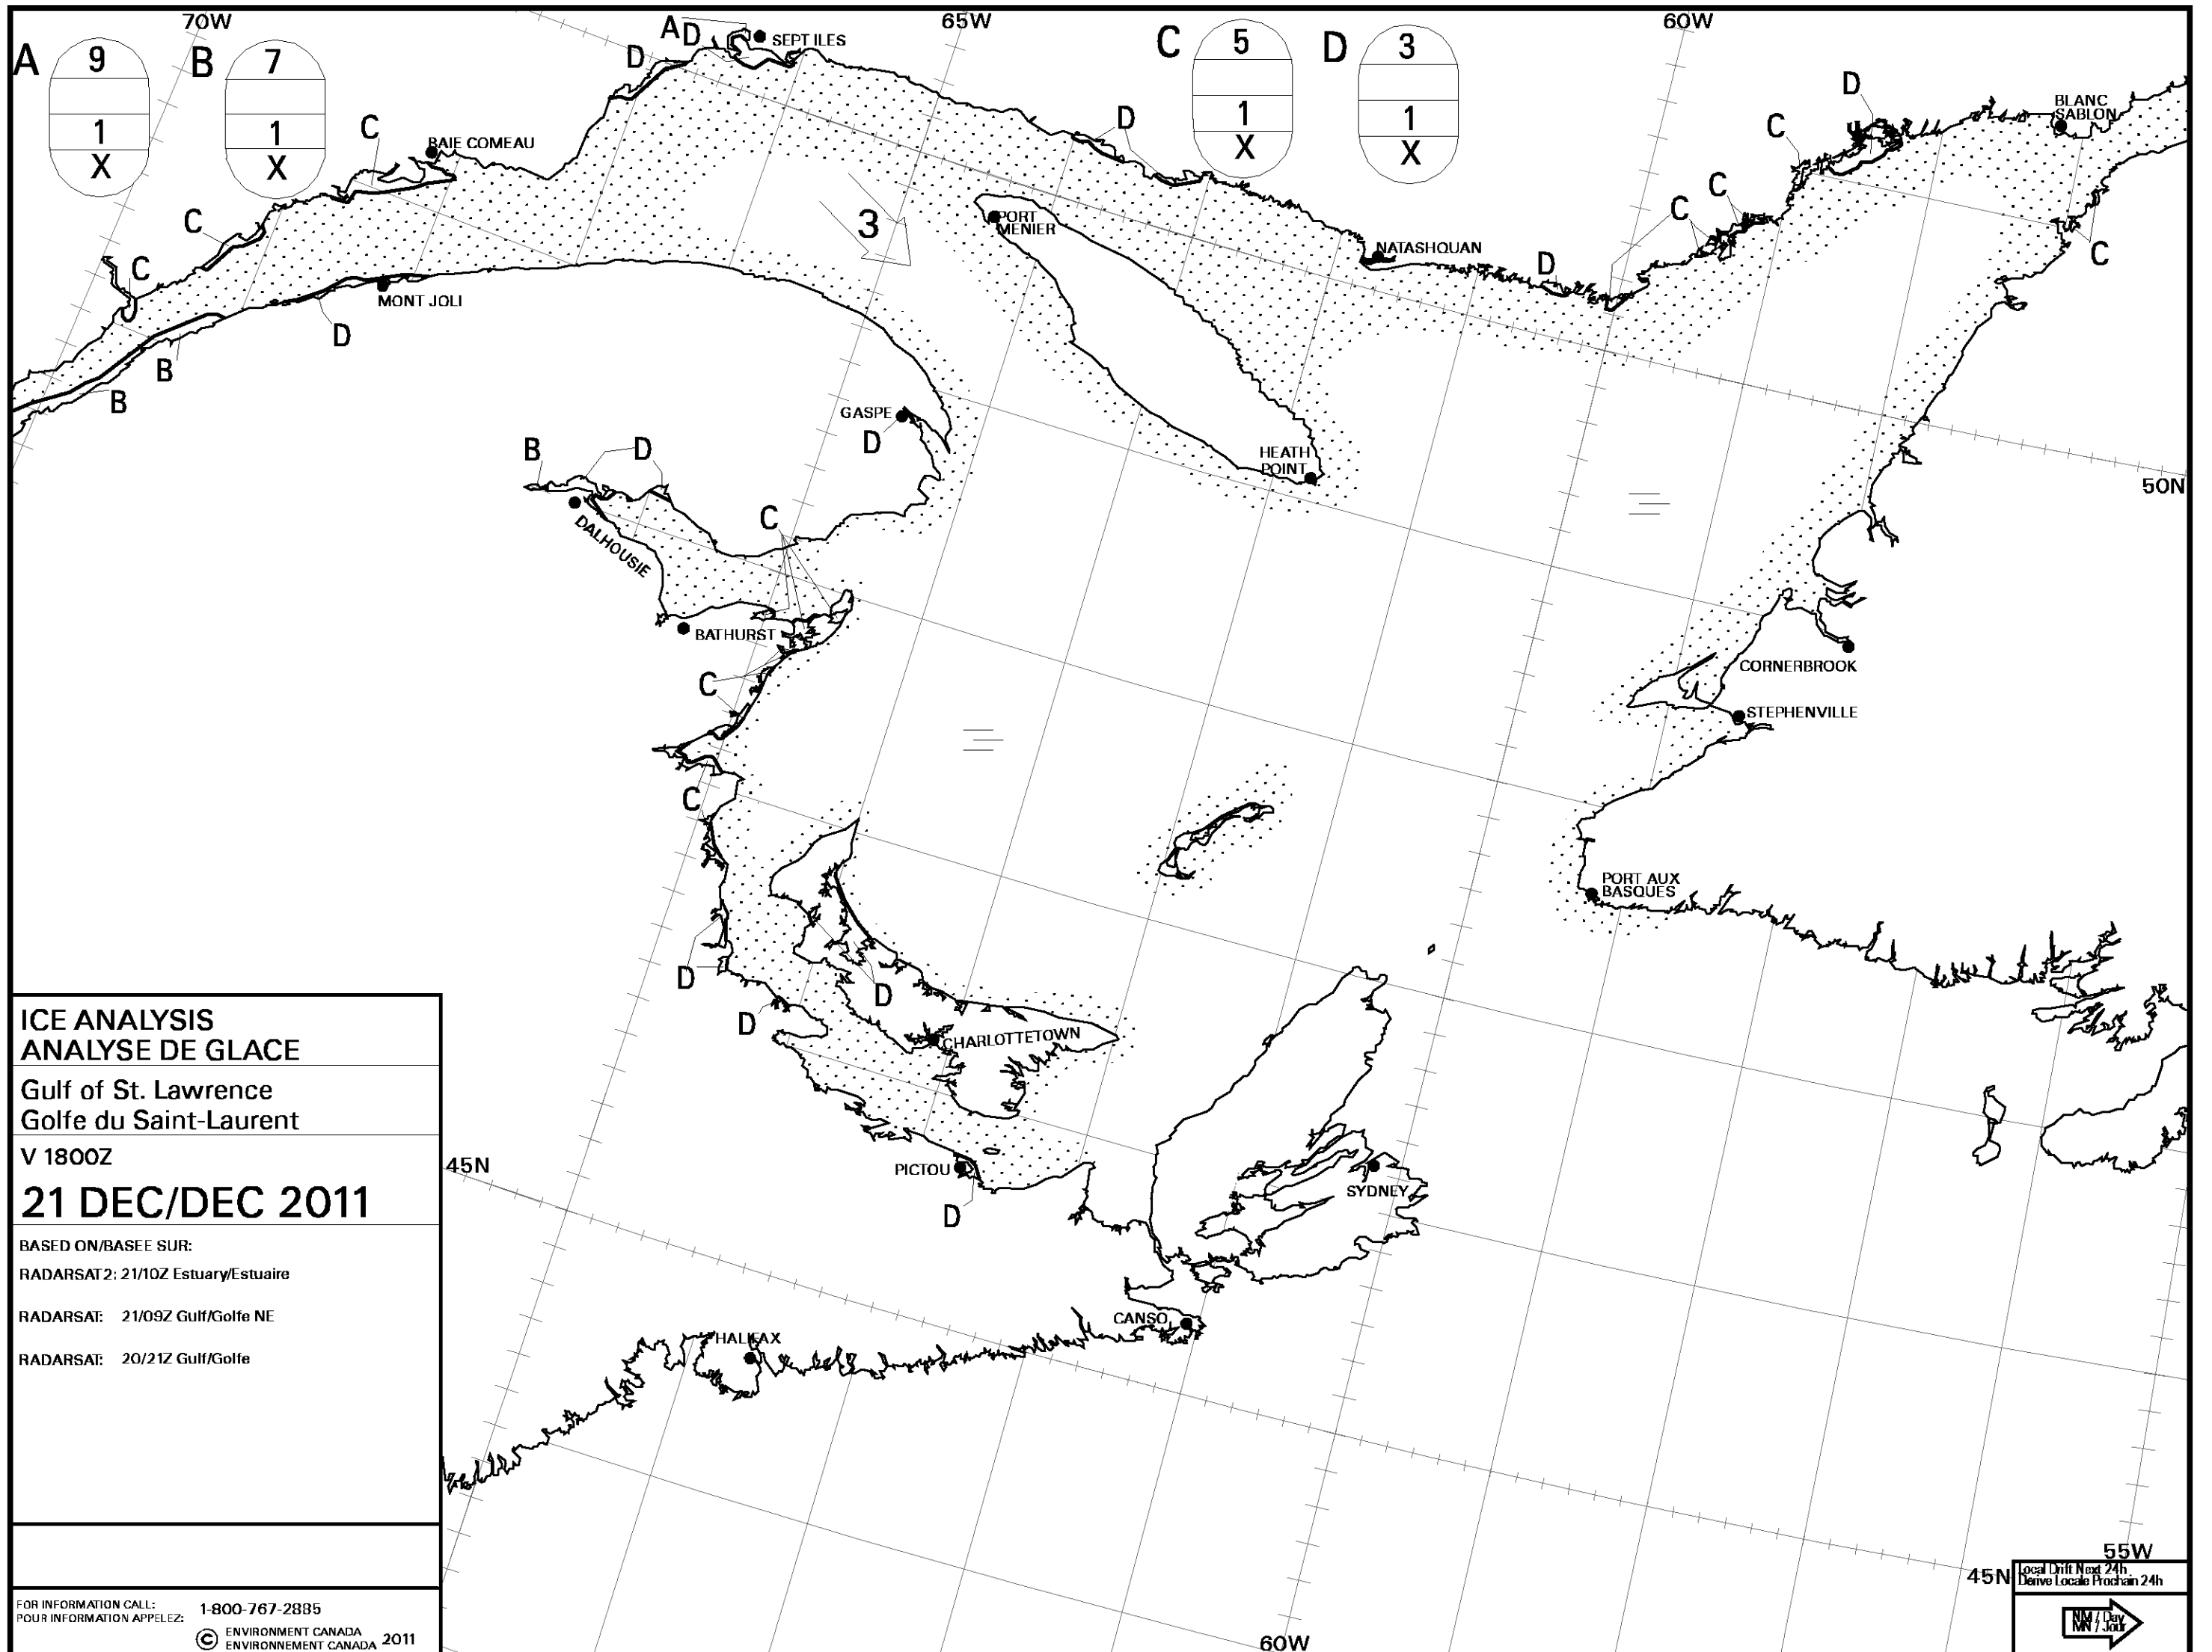 70W
65W
60W
A
9
1
X
B
7
1
X
C
5
1
X
D
3
1
X
A
D
D
SEPT ILES
C
BAIE COMEAU
D
D
BLANC
SABLON
C
C
C
C
C
3
PORT
MENIER
NATASHQUAN
D
C
MONT JOLI
D
B
B
GASPE
D
HEATH
POINT
50N
B
D
DALHOUSIE
C
BATHURST
C
CORNERBROOK
STEPHENVILLE
C
PORT AUX
BASQUES
D
D
D
CHARLOTTETOWN
45N
PICTOU
D
SYDNEY
CANSO
HALIFAX
ICE ANALYSIS
ANALYSE DE GLACE
Gulf of St. Lawrence
Golfe du Saint-Laurent
V 1800Z
21 DEC/DEC 2011
BASED ON/BASEE SUR:
RADARSAT2: 21/10Z Estuary/Estuaire
RADARSAT: 21/09Z Gulf/Golfe NE
RADARSAT: 20/21Z Gulf/Golfe
FOR INFORMATION CALL:
POUR INFORMATION APPELEZ:
1-800-767-2885
© ENVIRONMENT CANADA
ENVIRONNEMENT CANADA 2011
60W
55W
45N
Local Drift Next 24h
Dérive Locale Prochain 24h
NM / Day
MN / Jour